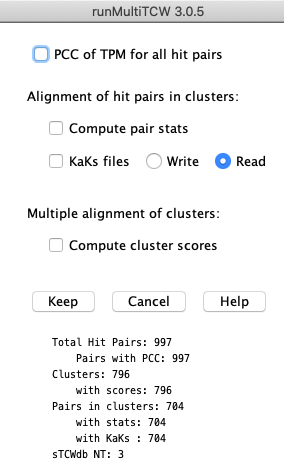 runMultiTCW 3.0.5
PCC of TPM for all hit pairs
Alignment of hit pairs in clusters:
Compute pair stats
KaKs files Write Read
Multiple alignment of clusters:
Compute cluster scores
Keep Cancel Help
Total Hit Pairs: 997
Pairs with PCC: 997
Clusters: 796
with scores: 796
Pairs in clusters: 704
with stats: 704
with KaKs : 704
sTCWdb NT: 3